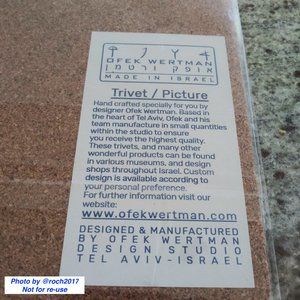 OFEK WERTMAN
אופק ורטמן
MADE IN ISRAEL
Trivet / Picture
Hand crafted specially for you by
designer Ofek Wertman. Based in
the heart of Tel Aviv, Ofek and his
team manufacture in small quantities
within the studio to ensure
you receive the highest quality.
These trivets, and many other
wonderful products can be found
in various museums, and design
shops throughout Israel. Custom
design is available according to
your personal preference.
For further information visit our
website:
www.ofekwertman.com
DESIGNED & MANUFACTURED
BY OFEK WERTMAN
DESIGN STUDIO
TEL AVIV-ISRAEL
Photo by @roch2017
Not for re-use